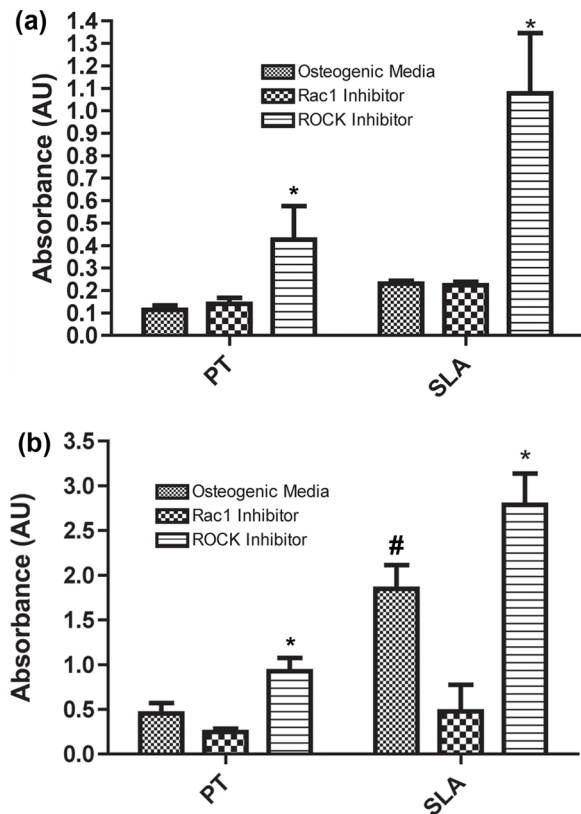 (a)
Absorbance (AU)
1.4
1.3
1.2
1.1
1.0
0.9
0.8
0.7
0.6
0.5
0.4
0.3
0.2
0.1
0.0
Osteogenic Media
Rac1 Inhibitor
ROCK Inhibitor
*
*
PT
SLA
(b)
Absorbance (AU)
3.5
3.0
2.5
2.0
1.5
1.0
0.5
0.0
Osteogenic Media
Rac1 Inhibitor
ROCK Inhibitor
*
#
*
PT
SLA